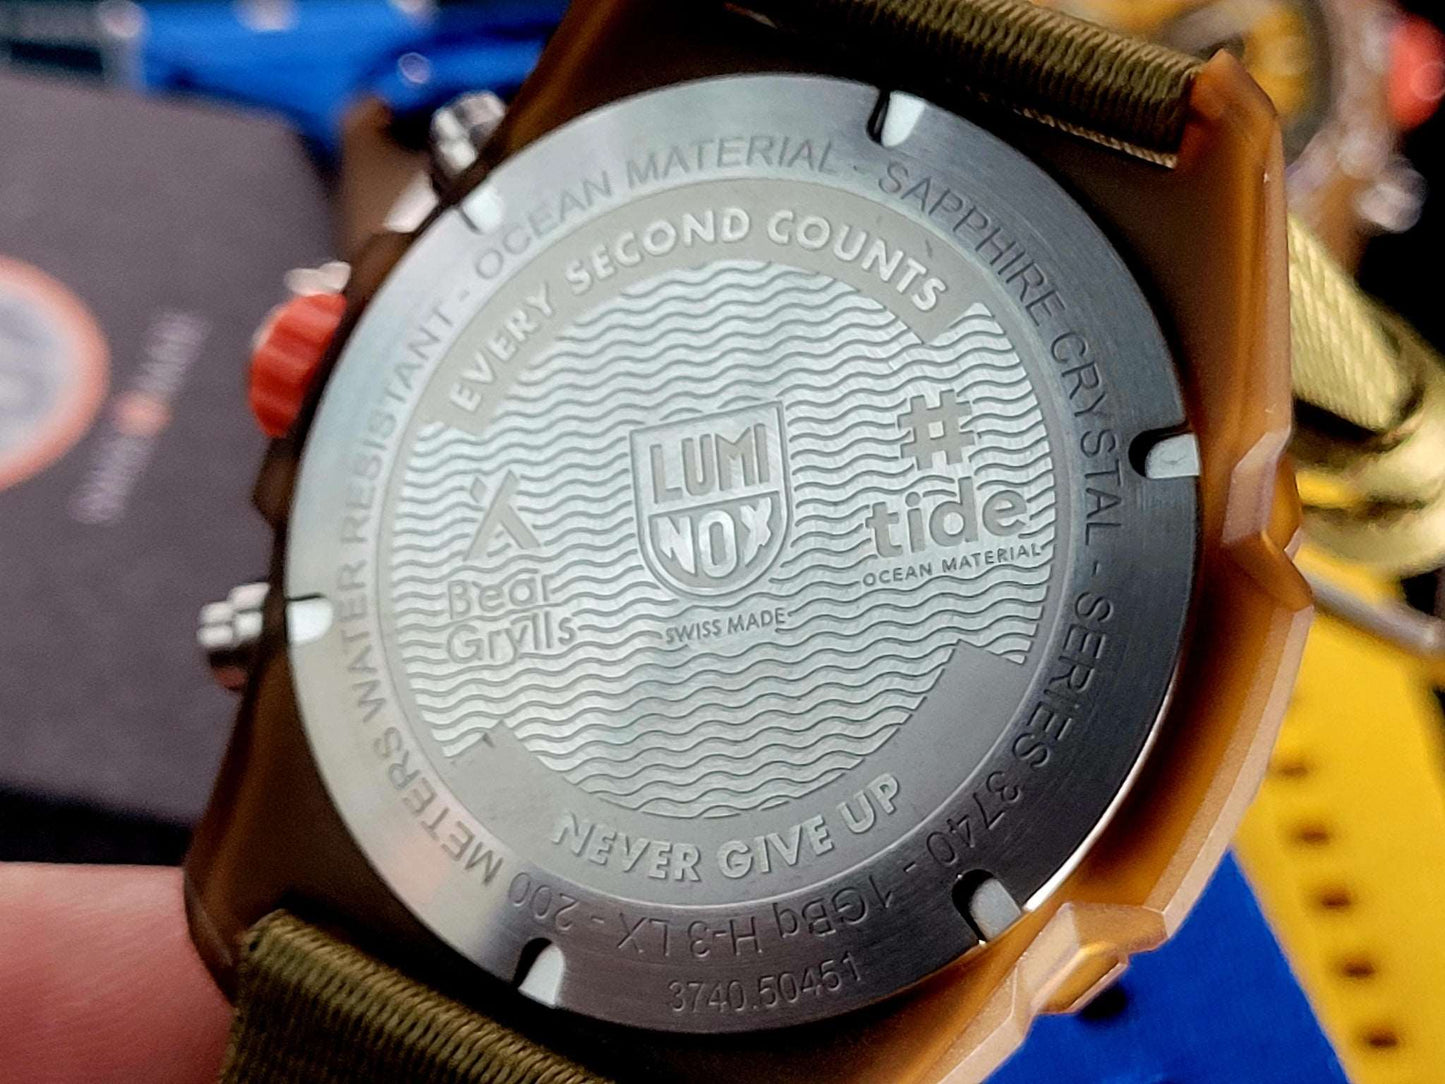 METERS WATER RESISTANT - OCEAN MATERIAL - SAPPHIRE CRYSTAL - SERIES 3740 - 1GBq H-3 LX - 200
EVERY SECOND COUNTS
LUMI
NOX
SWISS MADE
Bear
Grylls
#
tide
OCEAN MATERIAL
NEVER GIVE UP
3740.50451